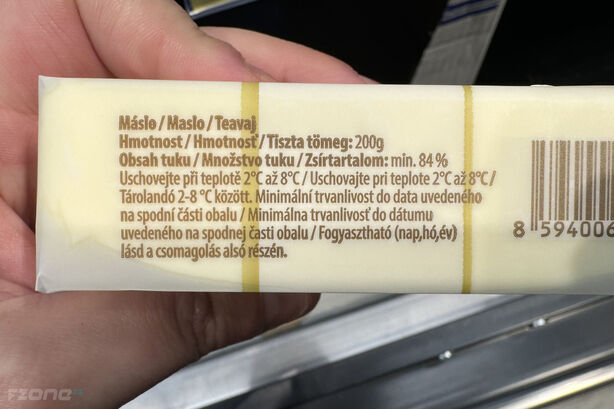 Máslo / Maslo / Teavaj
Hmotnost / Hmotnosť / Tiszta tömeg: 200g
Obsah tuku / Množstvo tuku / Zsírtartalom: min. 84 %
Uschovejte při teplotě 2°C až 8°C / Uschovajte pri teplote 2°C až 8°C /
Tárolandó 2-8 °C között. Minimální trvanlivost do data uvedeného
na spodní části obalu / Minimálna trvanlivosť do dátumu
uvedeného na spodnej časti obalu / Fogyasztható (nap,hó,év)
lásd a csomagolás alsó részén.
8 594006
fzone.cz